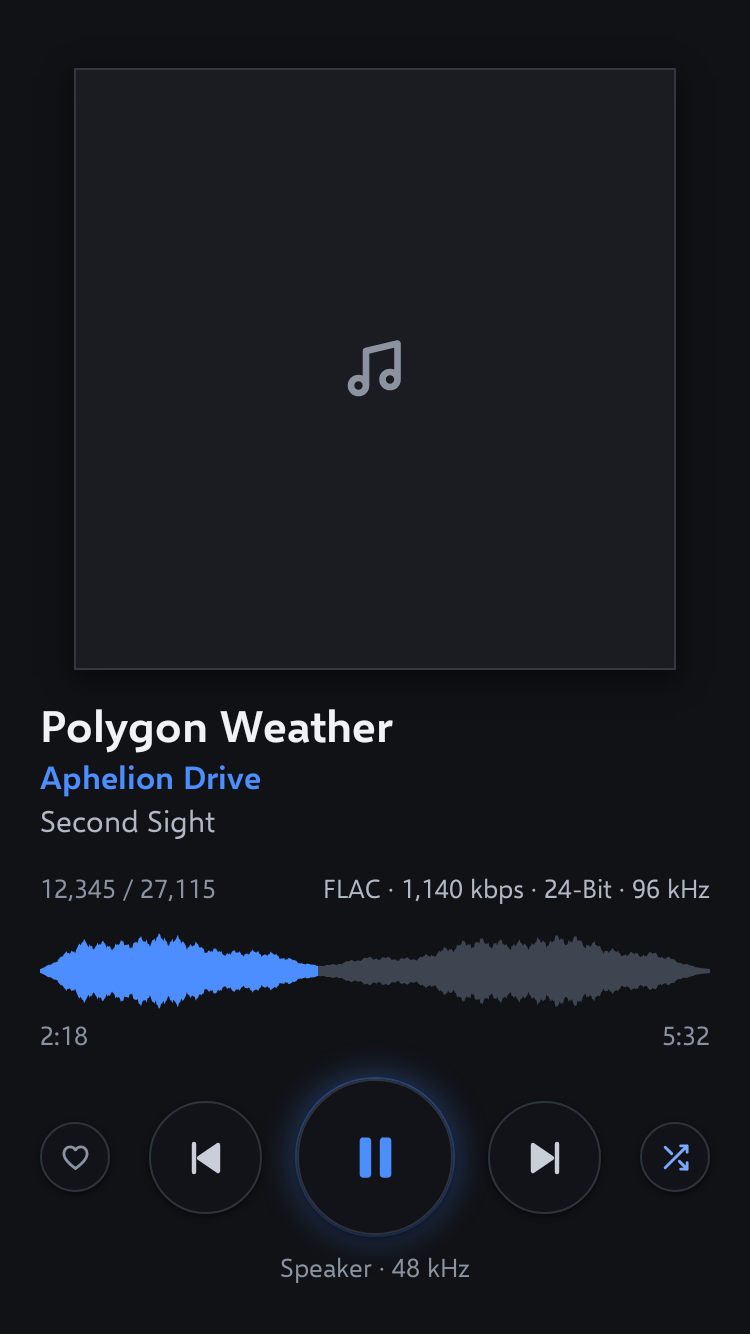 Polygon Weather
Aphelion Drive
Second Sight
12,345 / 27,115 FLAC · 1,140 kbps · 24-Bit · 96 kHz
2:18 5:32
Speaker · 48 kHz